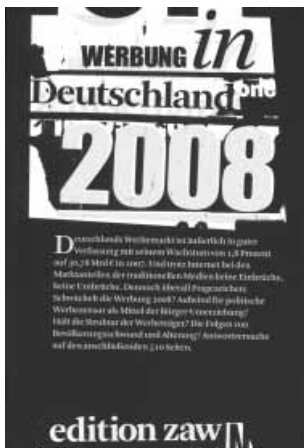 WERBUNG in
Deutschland
2008
Deutschlands Werbemarkt ist äußerlich in guter
Verfassung mit seinem Wachstum von 1,8 Prozent
auf 30,78 Mrd € in 2007. Und trotz Internet bei den
Marktanteilen der traditionellen Medien keine Einbrüche,
keine Umbrüche. Dennoch überall Fragezeichen:
Schwächelt die Werbung 2008? Aufwind für politische
Werbezensur als Mittel der Bürger-Umerziehung?
Hält die Struktur der Werbeträger? Die Folgen von
Bevölkerungsschwund und Alterung? Antwortversuche
auf den anschließenden Seiten.
edition zaw